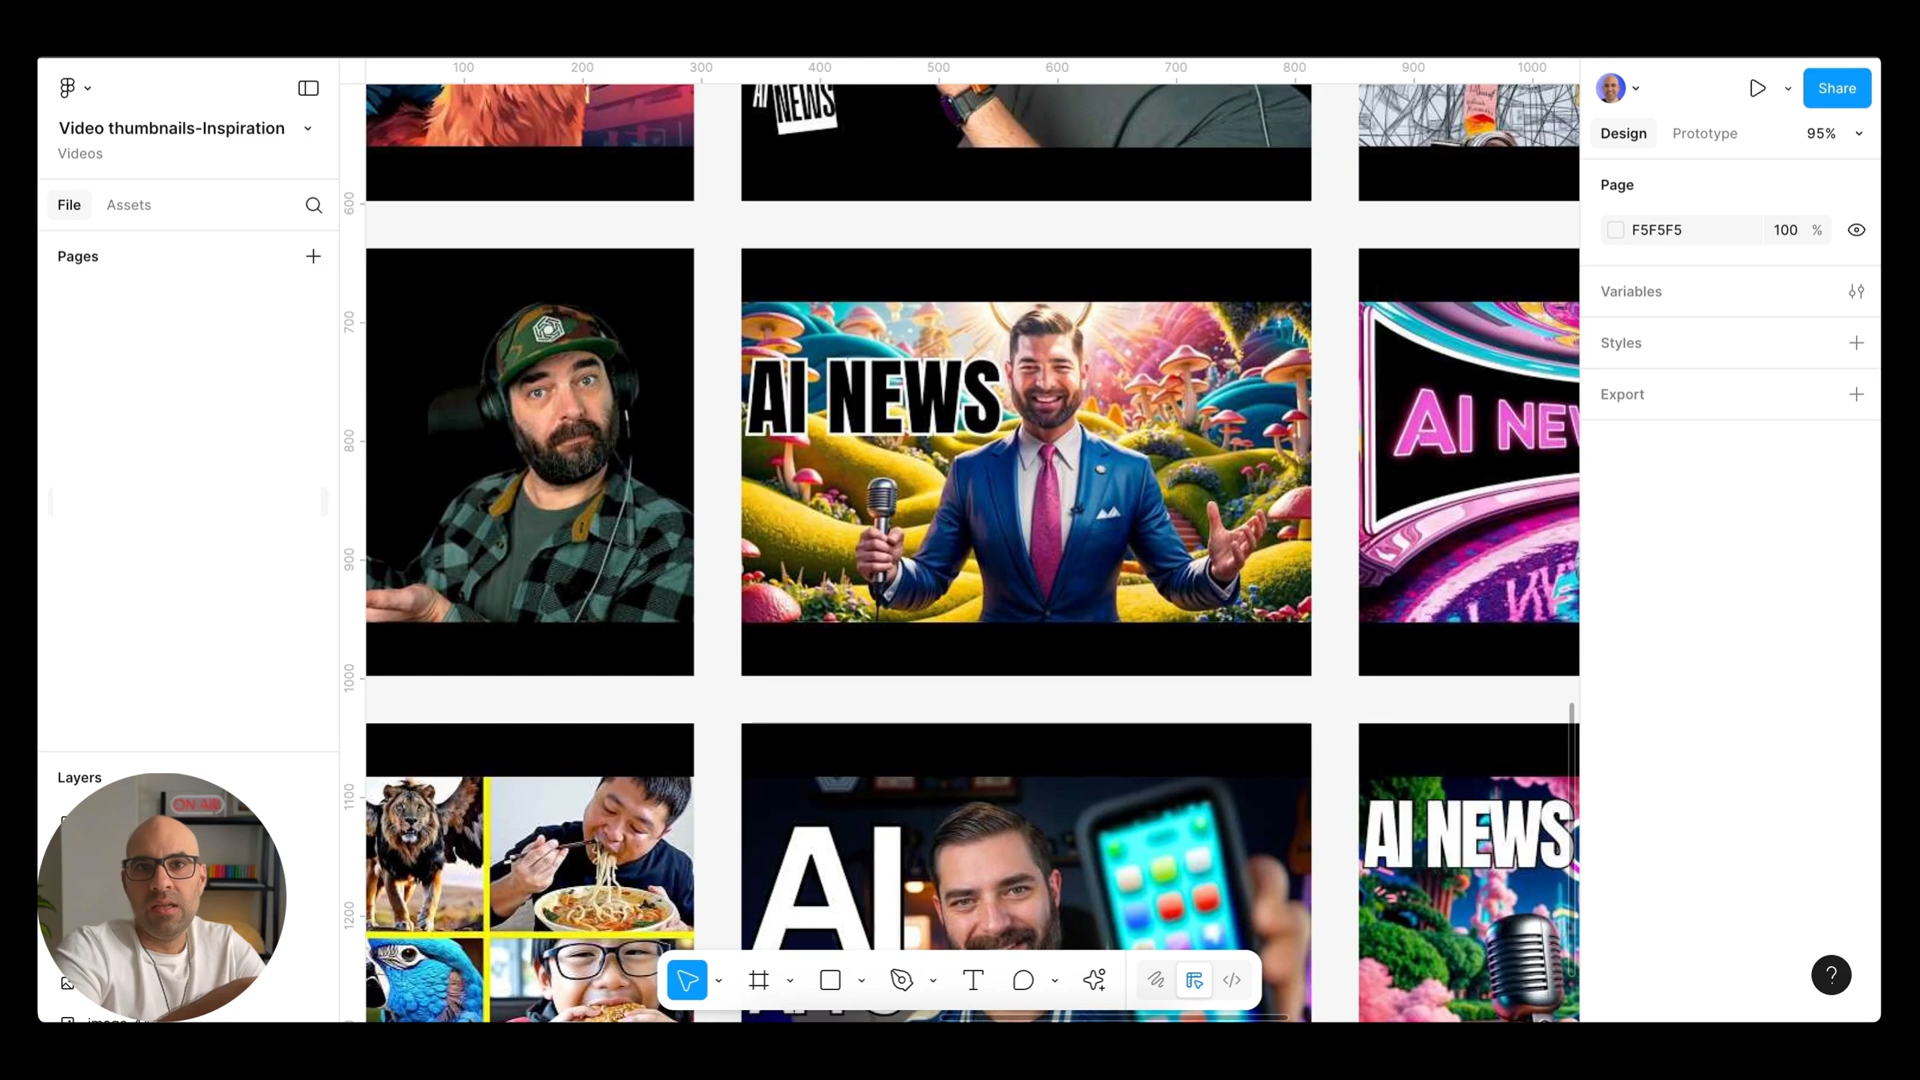 100 200 300 400 500 600 700 800 900 1000
Share
Video thumbnails-Inspiration
Videos
Design Prototype 95%
File Assets
Page
F5F5F5 100 %
Pages
Variables
Styles
Export
600
700
800
900
1000
1100
1200
AI NEWS
AI NEWS
AI NEW
Layers
ON AIR
AI
AI NEWS
?